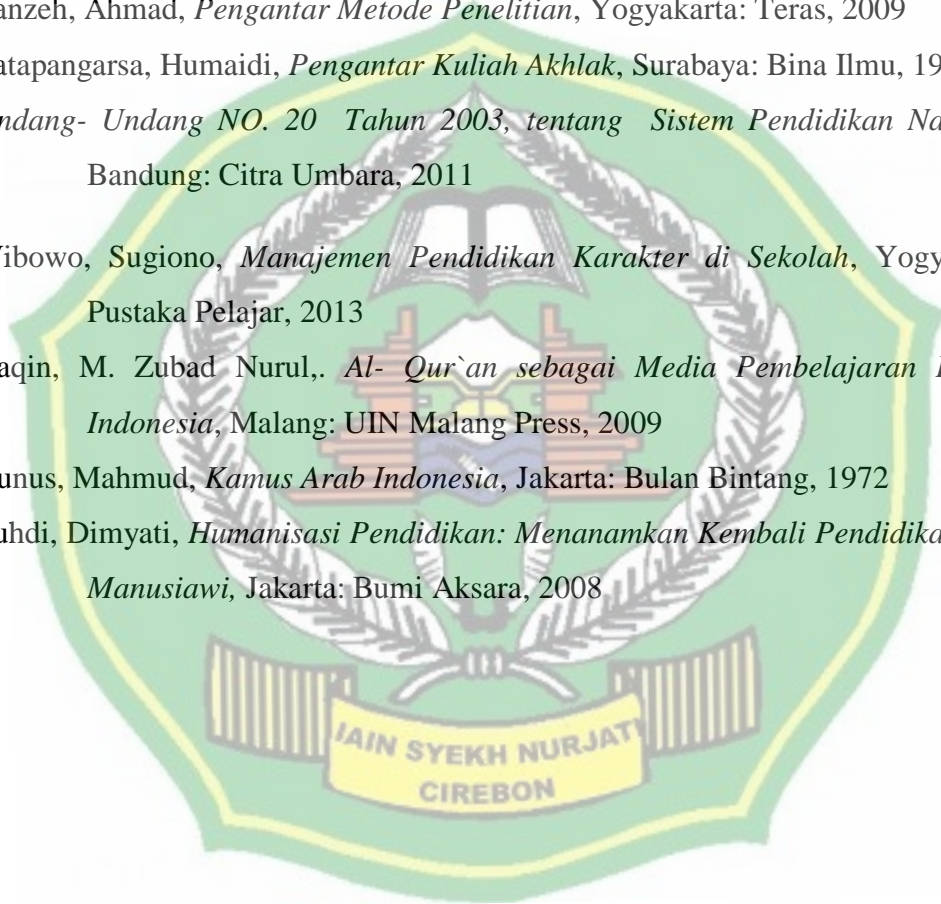 anzeh, Ahmad, Pengantar Metode Penelitian, Yogyakarta: Teras, 2009
atapangarsa, Humaidi, Pengantar Kuliah Akhlak, Surabaya: Bina Ilmu, 19
ndang- Undang NO. 20 Tahun 2003, tentang Sistem Pendidikan Na
Bandung: Citra Umbara, 2011
ibowo, Sugiono, Manajemen Pendidikan Karakter di Sekolah, Yogy
Pustaka Pelajar, 2013
aqin, M. Zubad Nurul,. Al- Qur`an sebagai Media Pembelajaran
Indonesia, Malang: UIN Malang Press, 2009
unus, Mahmud, Kamus Arab Indonesia, Jakarta: Bulan Bintang, 1972
uhdi, Dimyati, Humanisasi Pendidikan: Menanamkan Kembali Pendidika
Manusiawi, Jakarta: Bumi Aksara, 2008
IAIN SYEKH NURJATI
CIREBON